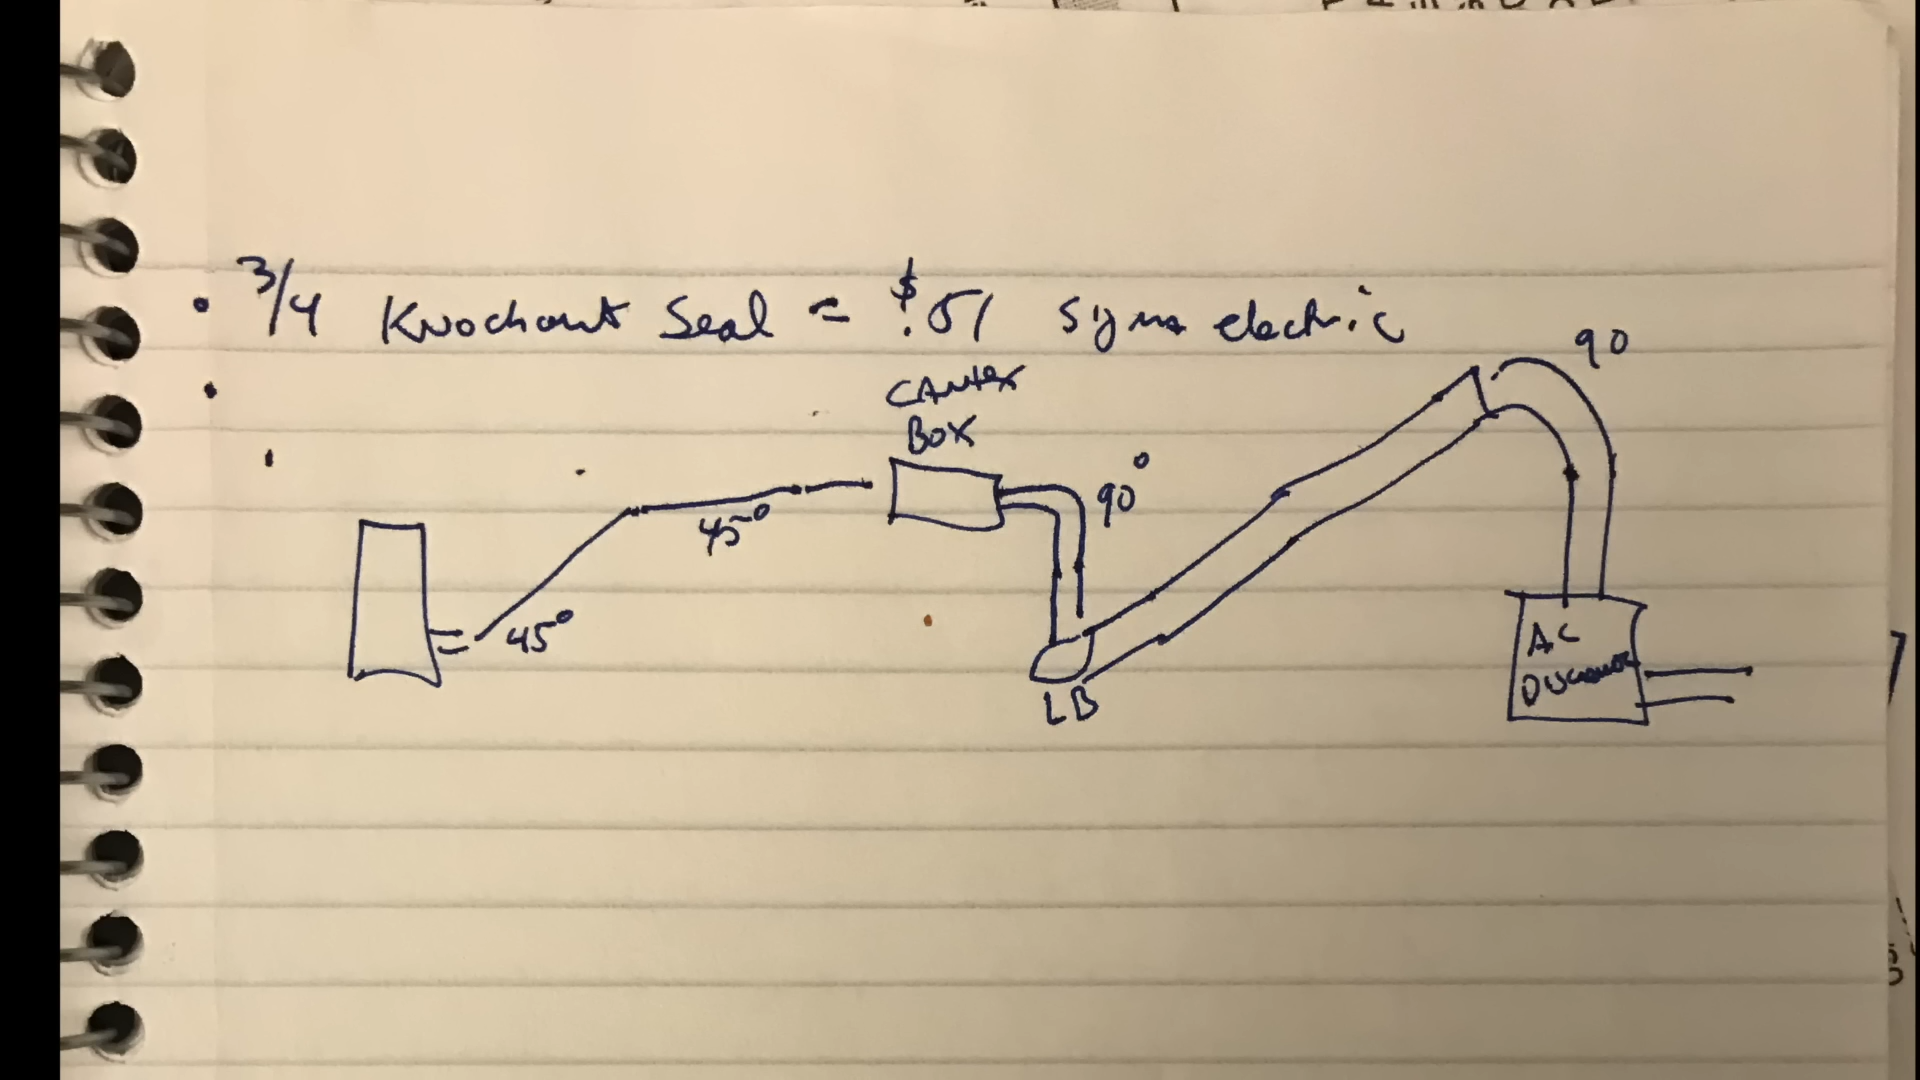 • 3/4 Knockout Seal = $.51 Sigma electric
CANTEX
BOX
90
90°
45°
45°
LB
AC
DISCONNECT